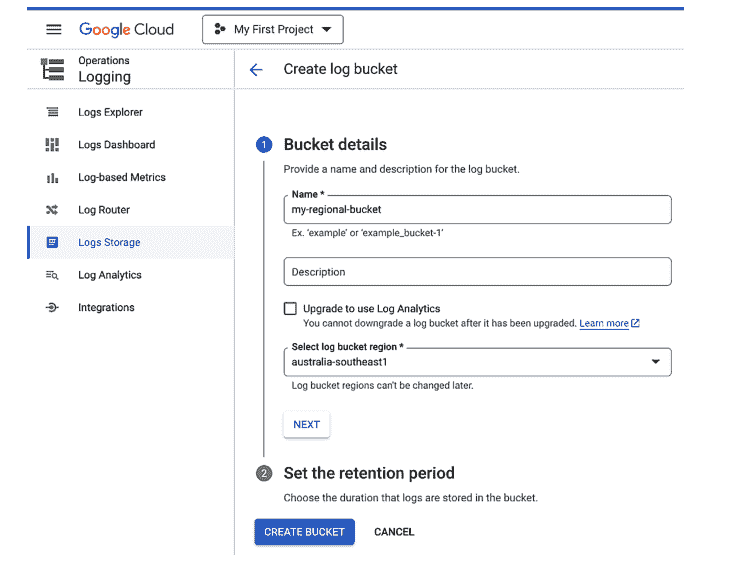 Google Cloud
My First Project
Operations
Logging
Create log bucket
Logs Explorer
Logs Dashboard
Log-based Metrics
Log Router
Logs Storage
Log Analytics
Integrations
1
Bucket details
Provide a name and description for the log bucket.
Name *
my-regional-bucket
Ex. 'example' or 'example_bucket-1'
Description
Upgrade to use Log Analytics
You cannot downgrade a log bucket after it has been upgraded. Learn more
Select log bucket region *
australia-southeast1
Log bucket regions can't be changed later.
NEXT
2
Set the retention period
Choose the duration that logs are stored in the bucket.
CREATE BUCKET
CANCEL